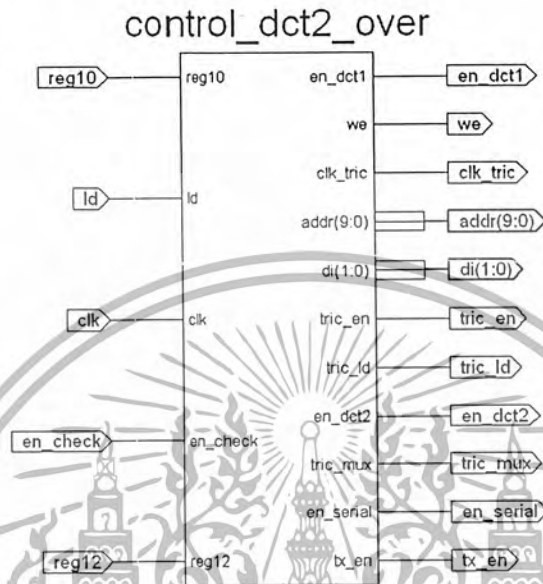 control_dct2_over
reg10 reg10 en_dct1 en_dct1
we we
clk_tric clk_tric
ld ld
addr(9:0) addr(9:0)
di(1:0) di(1:0)
clk clk tric_en tric_en
tric_ld tric_ld
en_dct2 en_dct2
en_check en_check
tric_mux tric_mux
en_serial en_serial
reg12 reg12 tx_en tx_en